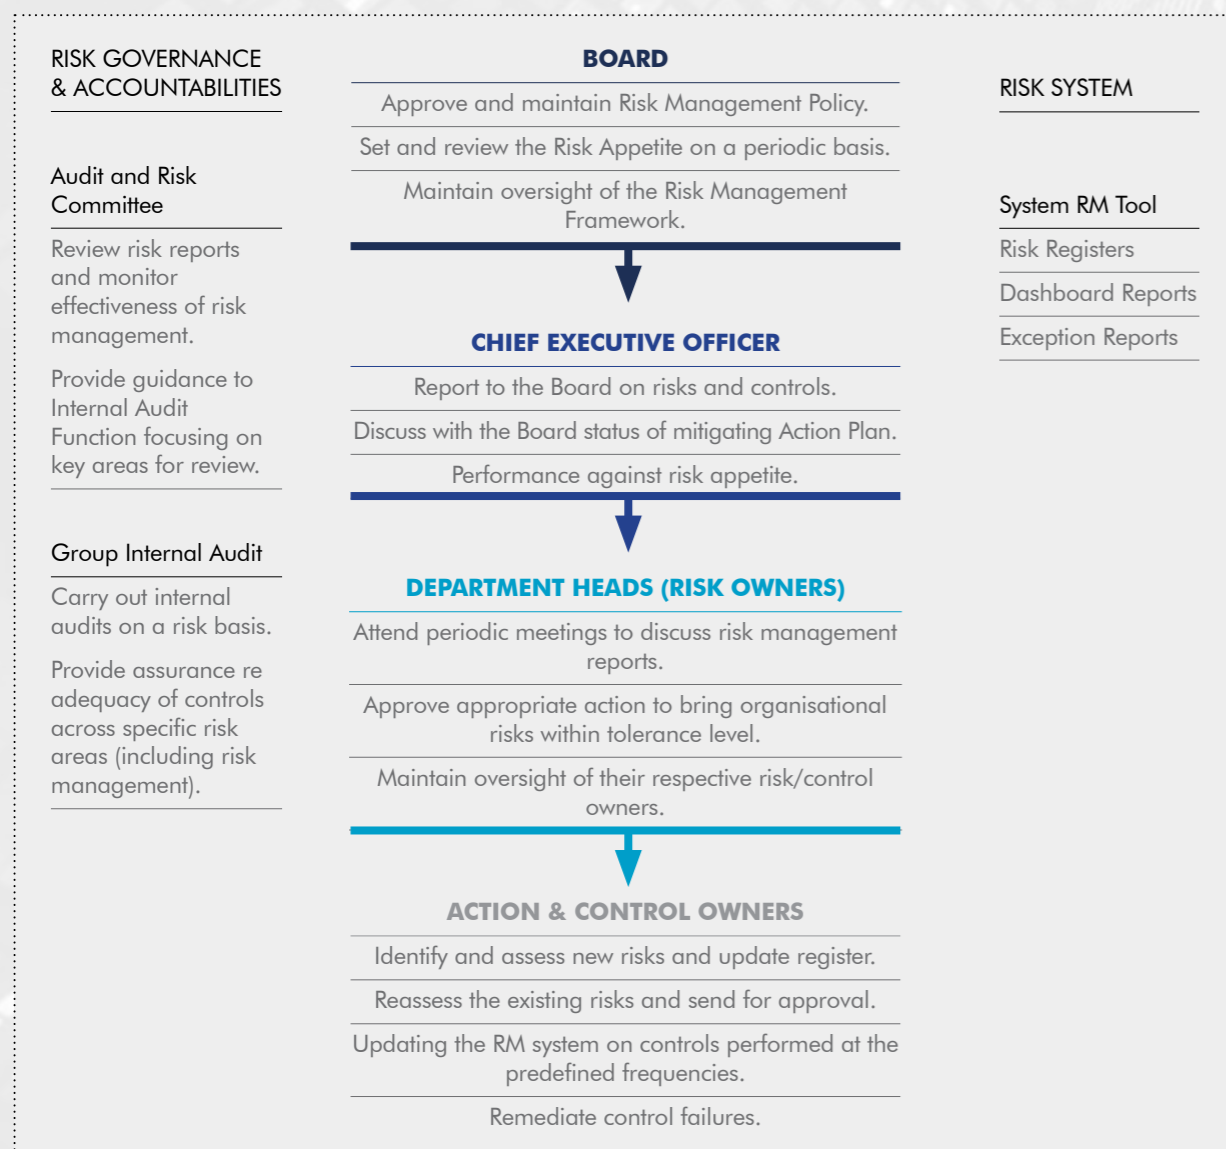 RISK GOVERNANCE
& ACCOUNTABILITIES
Audit and Risk
Committee
Review risk reports
and monitor
effectiveness of risk
management.
Provide guidance to
Internal Audit
Function focusing on
key areas for review.
Group Internal Audit
Carry out internal
audits on a risk basis.
Provide assurance re
adequacy of controls
across specific risk
areas (including risk
management).
BOARD
Approve and maintain Risk Management Policy.
Set and review the Risk Appetite on a periodic basis.
Maintain oversight of the Risk Management
Framework.
CHIEF EXECUTIVE OFFICER
Report to the Board on risks and controls.
Discuss with the Board status of mitigating Action Plan.
Performance against risk appetite.
DEPARTMENT HEADS (RISK OWNERS)
Attend periodic meetings to discuss risk management
reports.
Approve appropriate action to bring organisational
risks within tolerance level.
Maintain oversight of their respective risk/control
owners.
ACTION & CONTROL OWNERS
Identify and assess new risks and update register.
Reassess the existing risks and send for approval.
Updating the RM system on controls performed at the
predefined frequencies.
Remediate control failures.
RISK SYSTEM
System RM Tool
Risk Registers
Dashboard Reports
Exception Reports